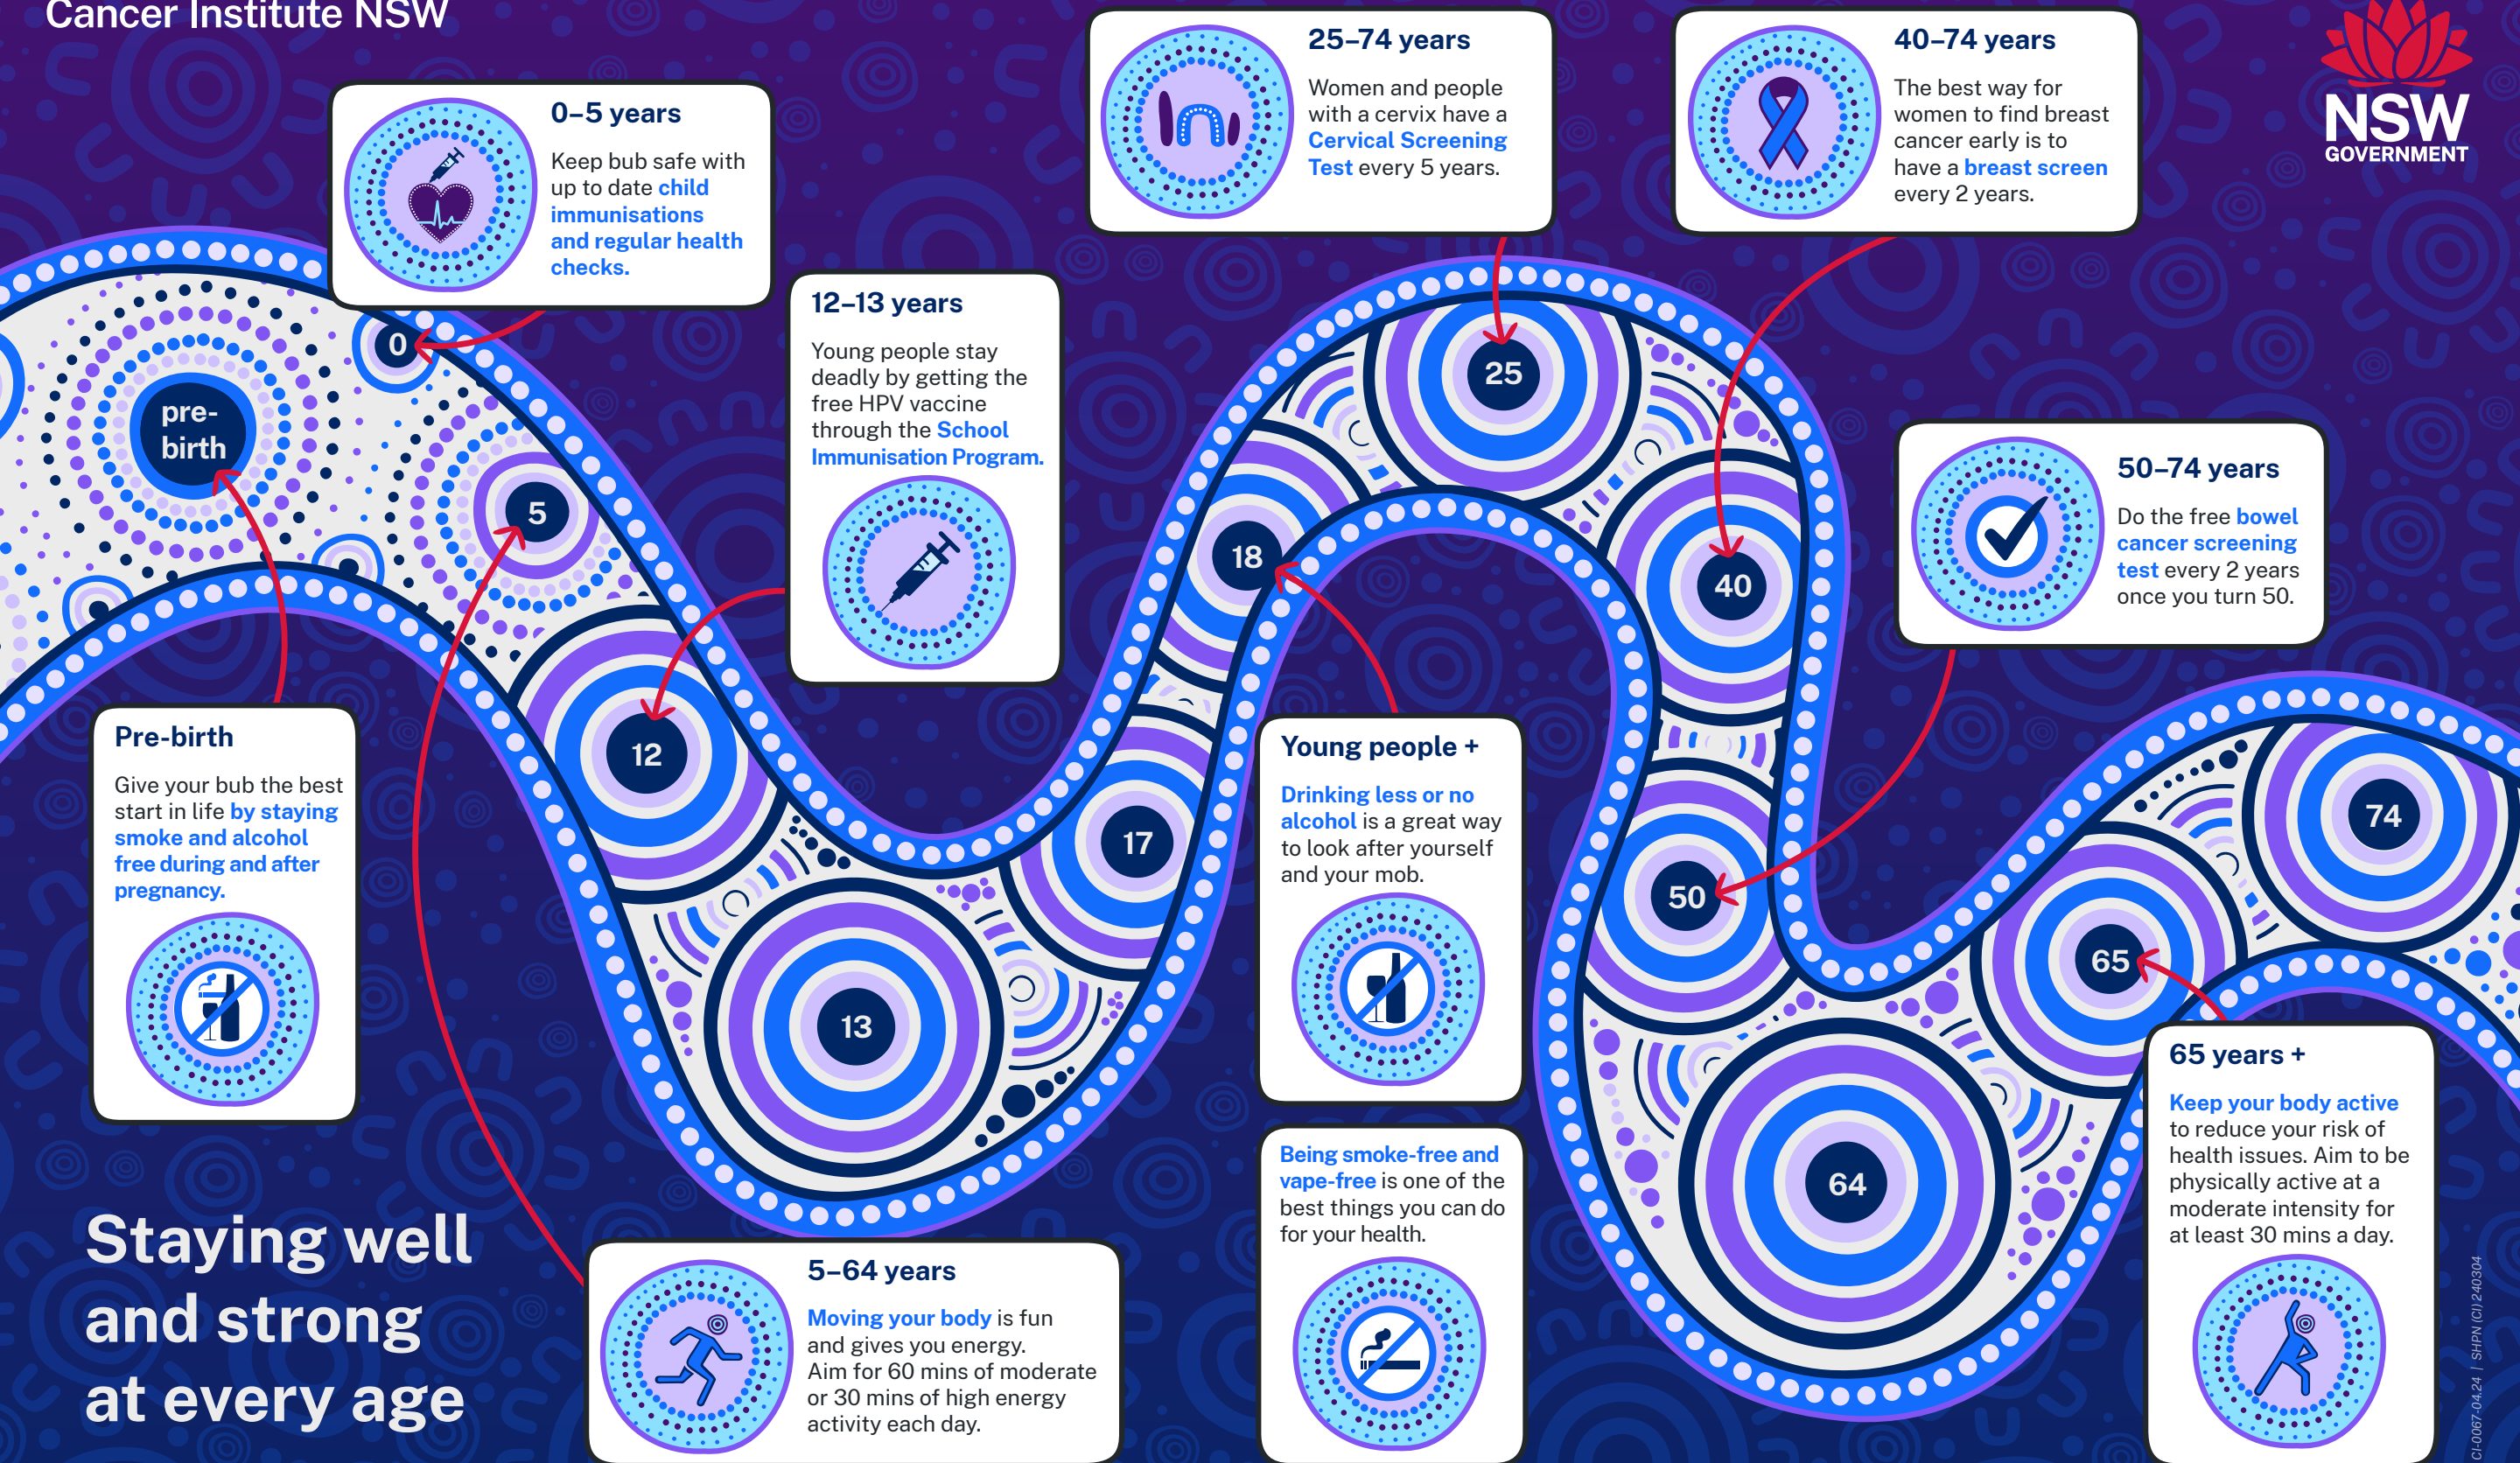 Cancer Institute NSW
NSW
GOVERNMENT
0–5 years
Keep bub safe with
up to date child
immunisations
and regular health
checks.
25–74 years
Women and people
with a cervix have a
Cervical Screening
Test every 5 years.
40–74 years
The best way for
women to find breast
cancer early is to
have a breast screen
every 2 years.
12–13 years
Young people stay
deadly by getting the
free HPV vaccine
through the School
Immunisation Program.
50–74 years
Do the free bowel
cancer screening
test every 2 years
once you turn 50.
pre-
birth
0
5
12
13
17
18
25
40
50
64
65
74
Pre-birth
Give your bub the best
start in life by staying
smoke and alcohol
free during and after
pregnancy.
Young people +
Drinking less or no
alcohol is a great way
to look after yourself
and your mob.
Being smoke-free and
vape-free is one of the
best things you can do
for your health.
65 years +
Keep your body active
to reduce your risk of
health issues. Aim to be
physically active at a
moderate intensity for
at least 30 mins a day.
5–64 years
Moving your body is fun
and gives you energy.
Aim for 60 mins of moderate
or 30 mins of high energy
activity each day.
Staying well
and strong
at every age
CI-0067-04.24 | SHPN (CI) 240304